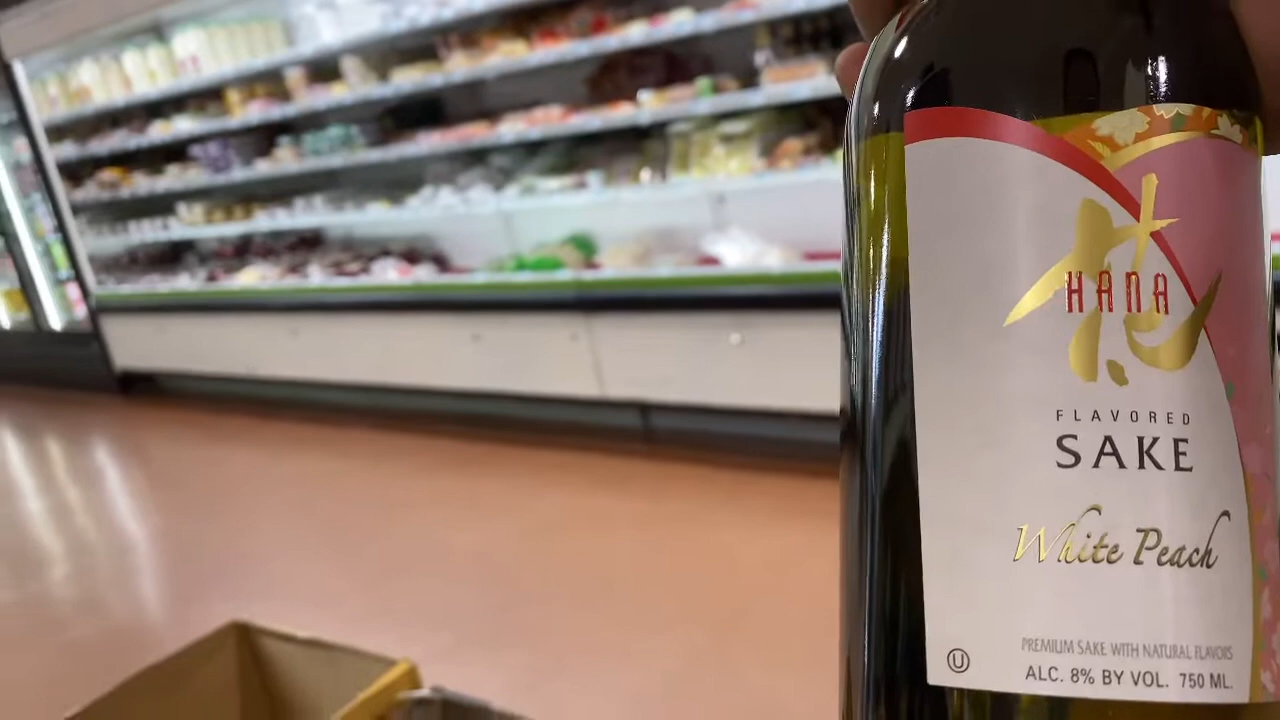 花
HANA
FLAVORED
SAKE
White Peach
PREMIUM SAKE WITH NATURAL FLAVORS
U
ALC. 8% BY VOL. 750 ML.